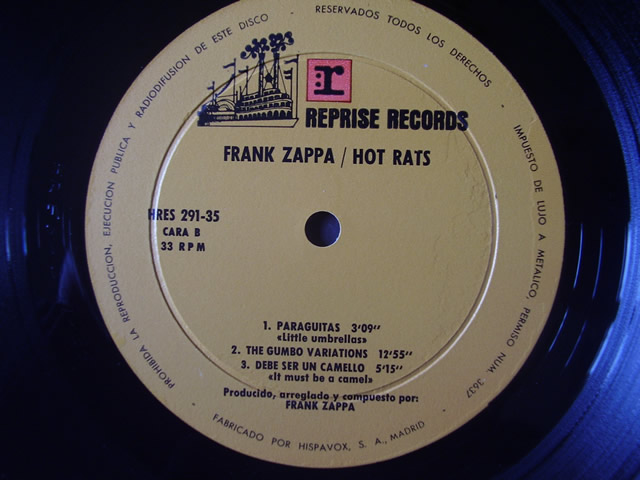 RESERVADOS TODOS LOS DERECHOS
IMPUESTO DE LUJO A METALICO, PERMISO NUM. 3637
PROHIBIDA LA REPRODUCCION, EJECUCION PUBLICA Y RADIODIFUSION DE ESTE DISCO
r
REPRISE RECORDS
FRANK ZAPPA / HOT RATS
HRES 291-35
CARA B
33 RPM
1. PARAGUITAS 3'09''
«Little umbrellas»
2. THE GUMBO VARIATIONS 12'55''
3. DEBE SER UN CAMELLO 5'15''
«It must be a camel»
Producido, arreglado y compuesto por:
FRANK ZAPPA
FABRICADO POR HISPAVOX, S. A., MADRID